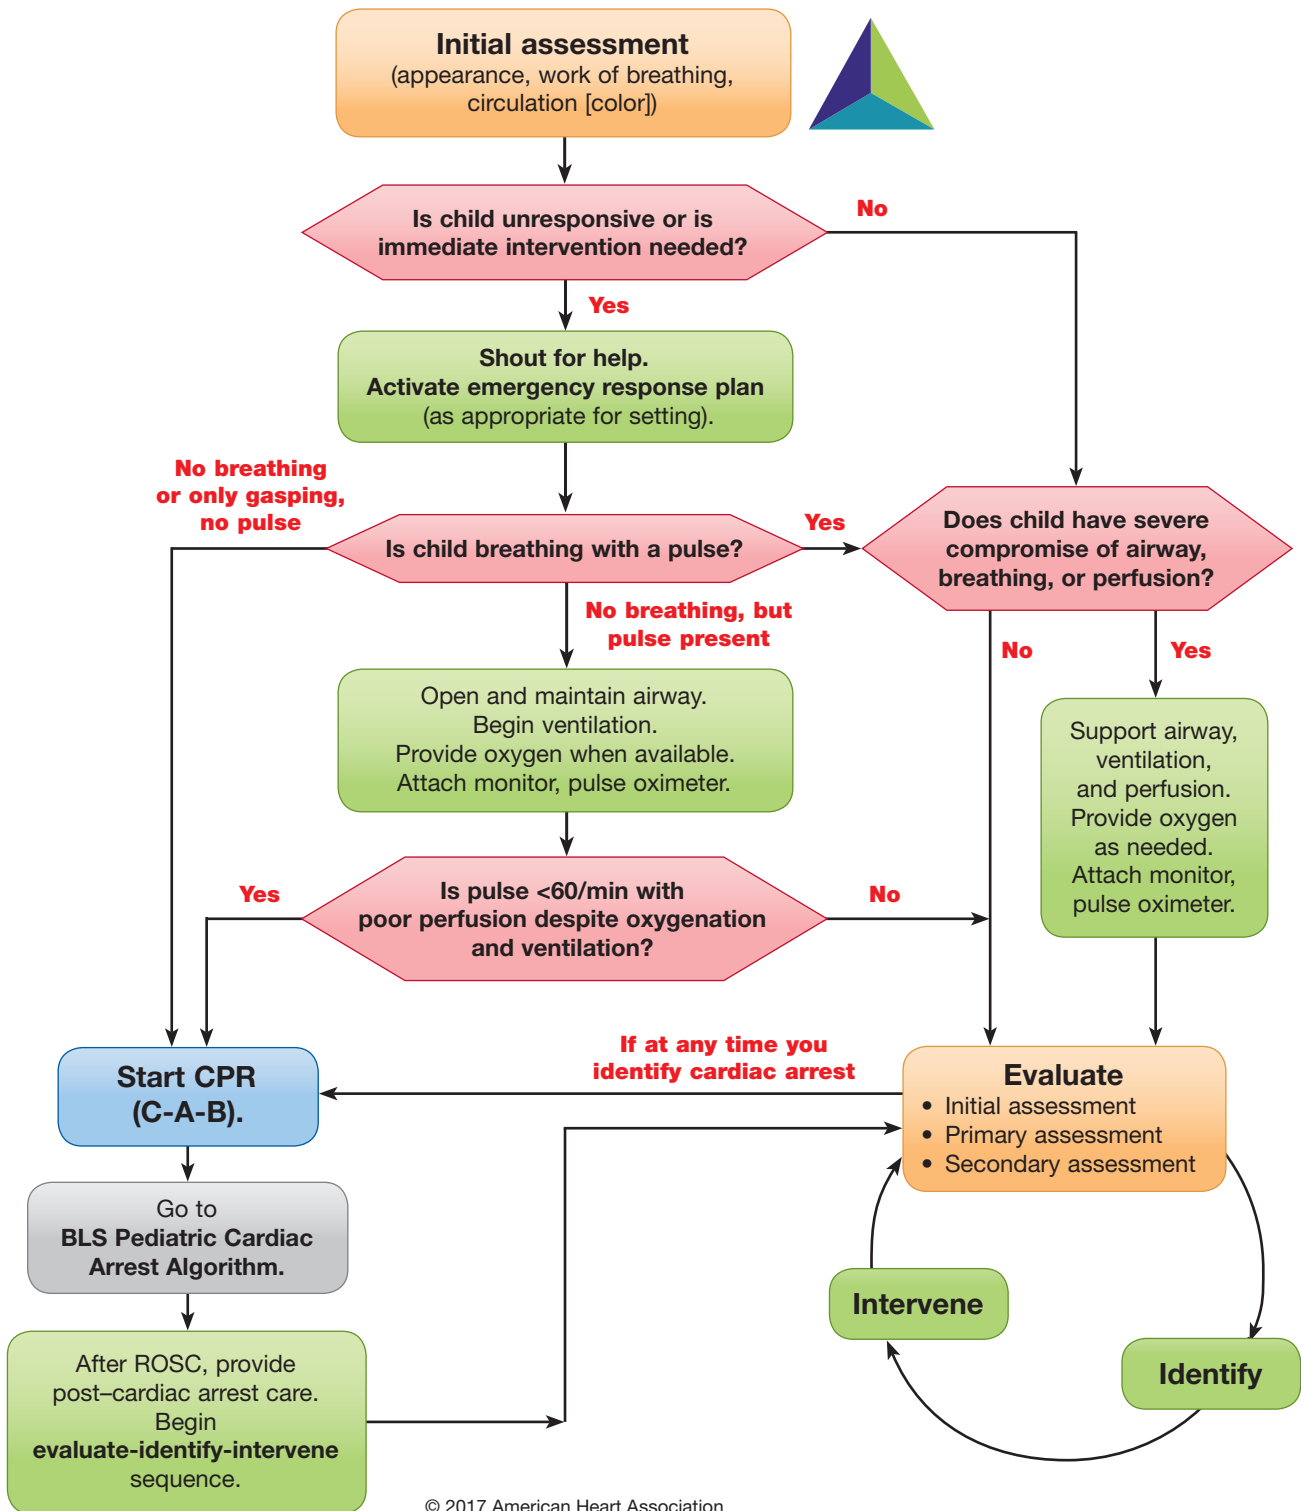 Initial assessment
(appearance, work of breathing,
circulation [color])
Is child unresponsive or is
immediate intervention needed?
No
Yes
Shout for help.
Activate emergency response plan
(as appropriate for setting).
No breathing
or only gasping,
no pulse
Is child breathing with a pulse?
Yes
Does child have severe
compromise of airway,
breathing, or perfusion?
No breathing, but
pulse present
No
Yes
Open and maintain airway.
Begin ventilation.
Provide oxygen when available.
Attach monitor, pulse oximeter.
Support airway,
ventilation,
and perfusion.
Provide oxygen
as needed.
Attach monitor,
pulse oximeter.
Yes
Is pulse <60/min with
poor perfusion despite oxygenation
and ventilation?
No
If at any time you
identify cardiac arrest
Start CPR
(C-A-B).
Evaluate
• Initial assessment
• Primary assessment
• Secondary assessment
Go to
BLS Pediatric Cardiac
Arrest Algorithm.
Intervene
Identify
After ROSC, provide
post–cardiac arrest care.
Begin
evaluate-identify-intervene
sequence.
© 2017 American Heart Association